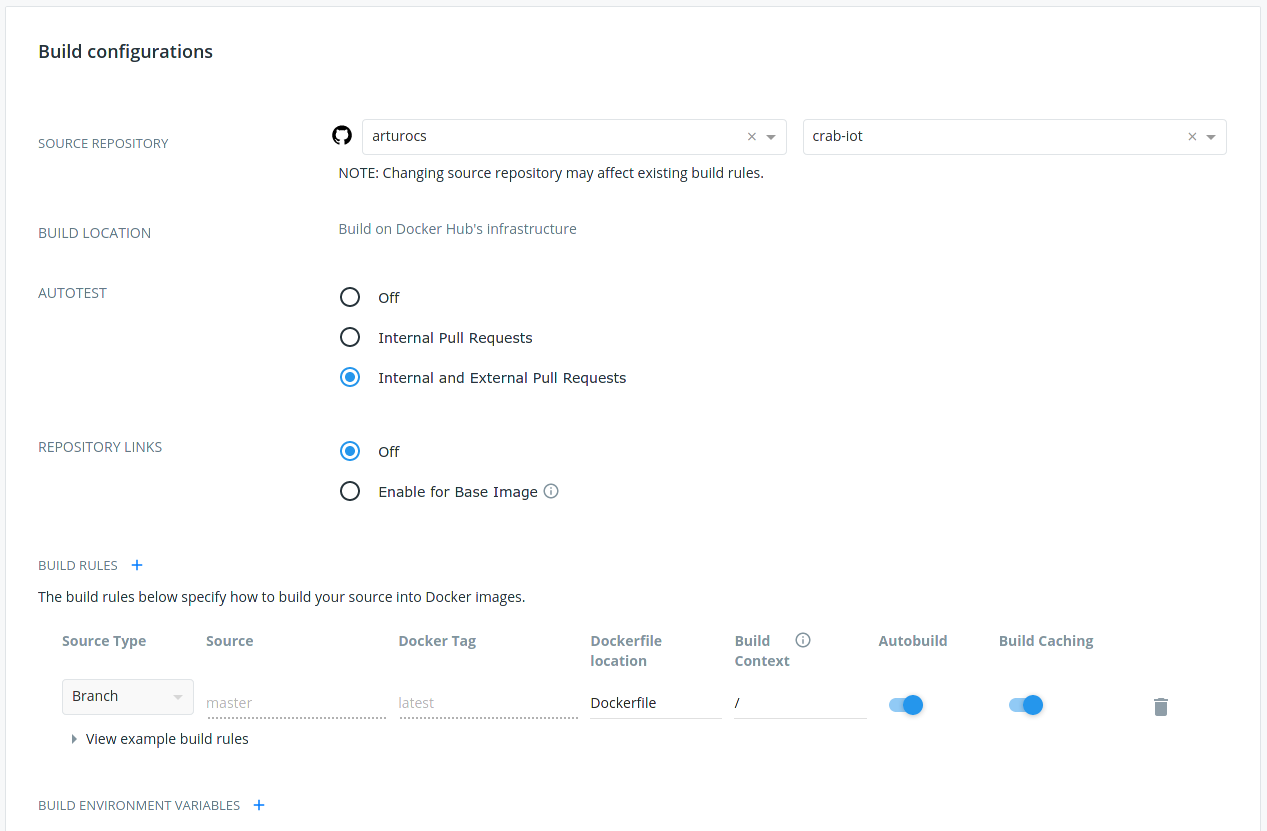 Build configurations
SOURCE REPOSITORY
arturocs
crab-iot
NOTE: Changing source repository may affect existing build rules.
BUILD LOCATION
Build on Docker Hub's infrastructure
AUTOTEST
Off
Internal Pull Requests
Internal and External Pull Requests
REPOSITORY LINKS
Off
Enable for Base Image
BUILD RULES
The build rules below specify how to build your source into Docker images.
Source Type
Source
Docker Tag
Dockerfile
location
Build
Context
Autobuild
Build Caching
Branch
master
latest
Dockerfile
/
View example build rules
BUILD ENVIRONMENT VARIABLES